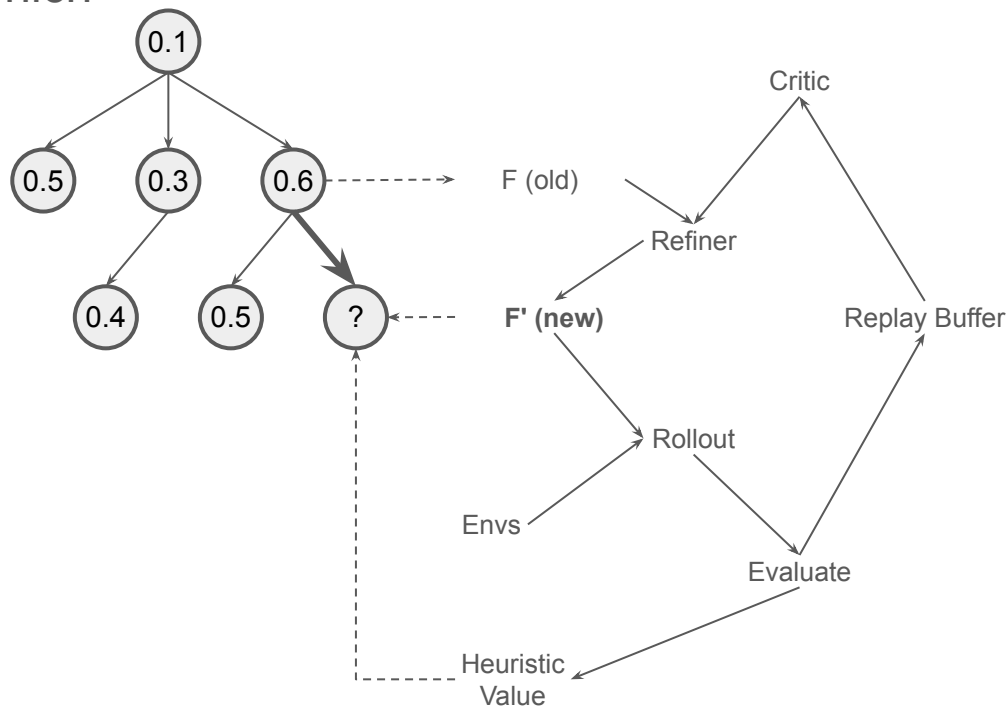 0.1
Critic
0.5
0.3
0.6
F (old)
Refiner
0.4
0.5
?
F' (new)
Replay Buffer
Rollout
Envs
Evaluate
Heuristic
Value